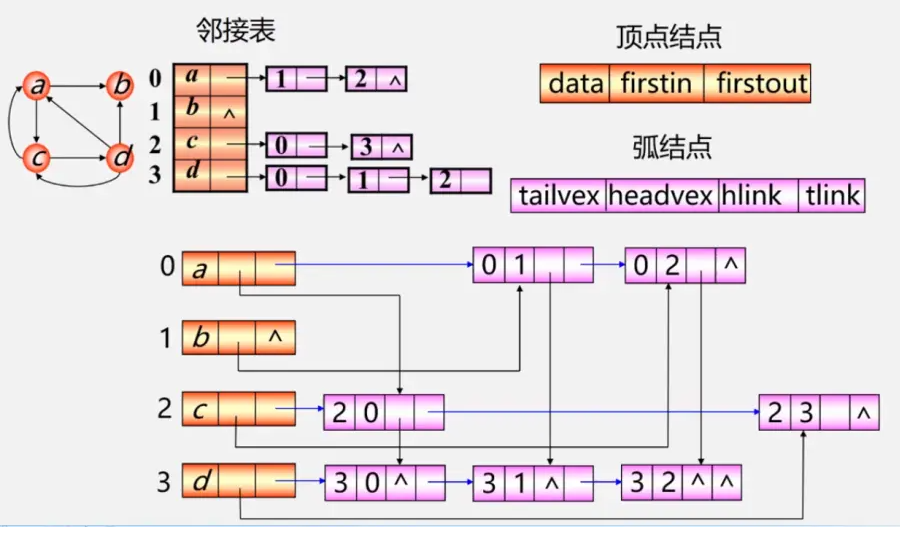 邻接表
顶点结点
data firstin firstout
a b
c d
0 a 1 2 ^
1 b ^
2 c 0 3 ^
3 d 0 1 2
弧结点
tailvex headvex hlink tlink
0 a 0 1 0 2 ^
1 b ^
2 c 2 0 2 3 ^
3 d 3 0 ^ 3 1 ^ 3 2 ^ ^